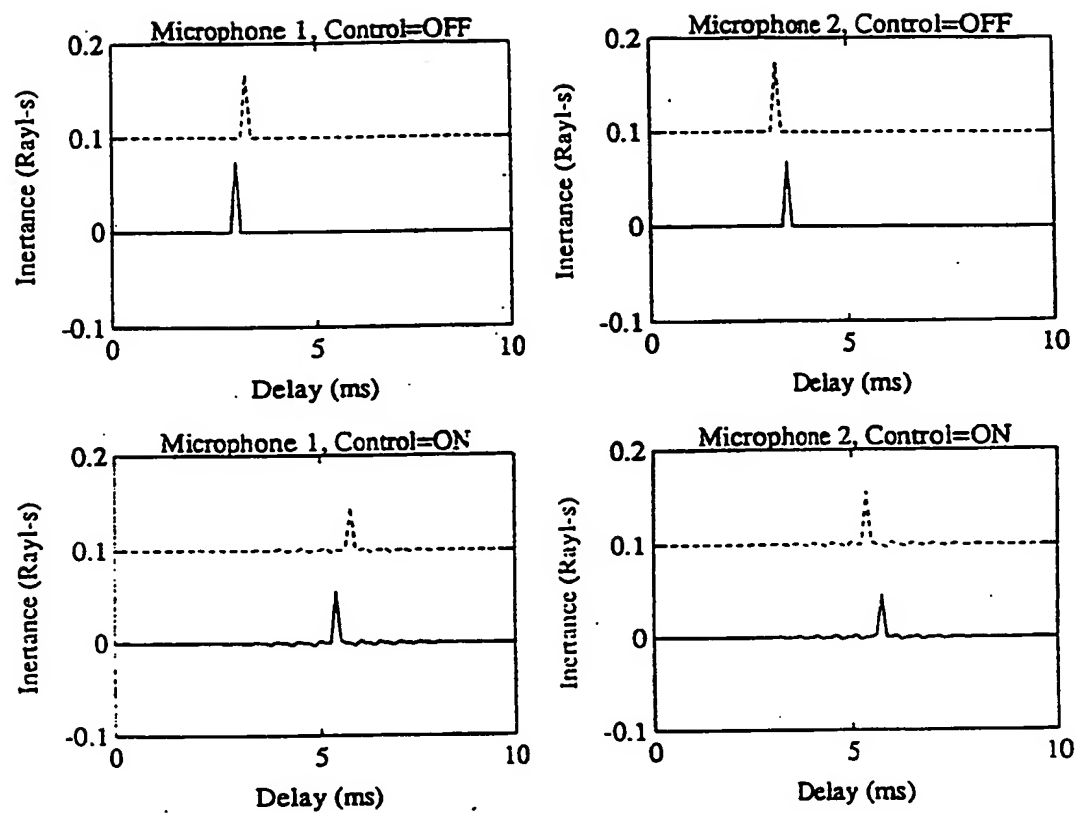 Microphone 1, Control=OFF
0.2
0.1
0
-0.1
Inertance (Rayl-s)
0
5
10
Delay (ms)
Microphone 2, Control=OFF
0.2
0.1
0
-0.1
Inertance (Rayl-s)
0
5
10
Delay (ms)
Microphone 1, Control=ON
0.2
0.1
0
-0.1
Inertance (Rayl-s)
0
5
10
Delay (ms)
Microphone 2, Control=ON
0.2
0.1
0
-0.1
Inertance (Rayl-s)
0
5
10
Delay (ms)